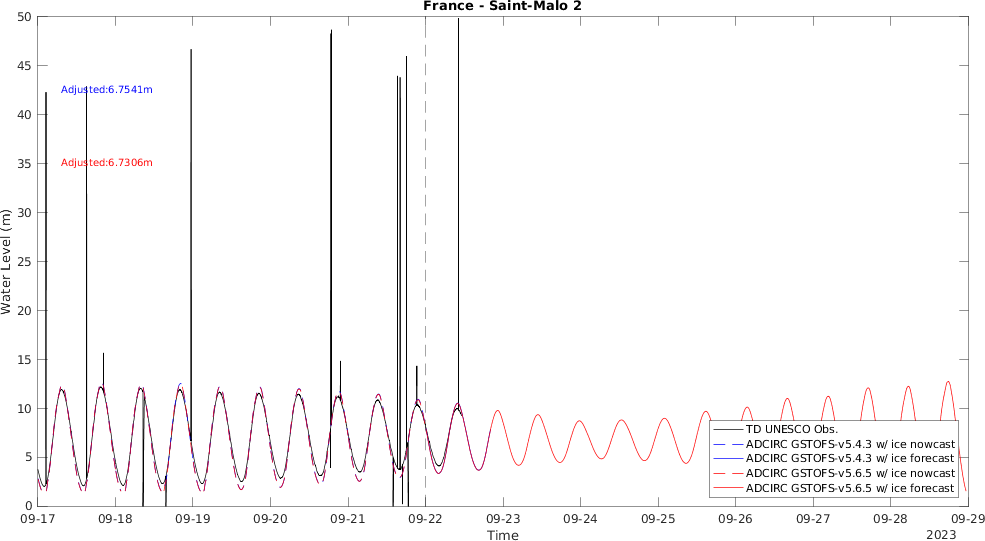 France - Saint-Malo 2
50
45
40
35
30
25
20
15
10
5
0
Water Level (m)
Adjusted:6.7541m
Adjusted:6.7306m
TD UNESCO Obs.
ADCIRC GSTOFS-v5.4.3 w/ ice nowcast
ADCIRC GSTOFS-v5.4.3 w/ ice forecast
ADCIRC GSTOFS-v5.6.5 w/ ice nowcast
ADCIRC GSTOFS-v5.6.5 w/ ice forecast
09-17 09-18 09-19 09-20 09-21 09-22 09-23 09-24 09-25 09-26 09-27 09-28 09-29
Time
2023